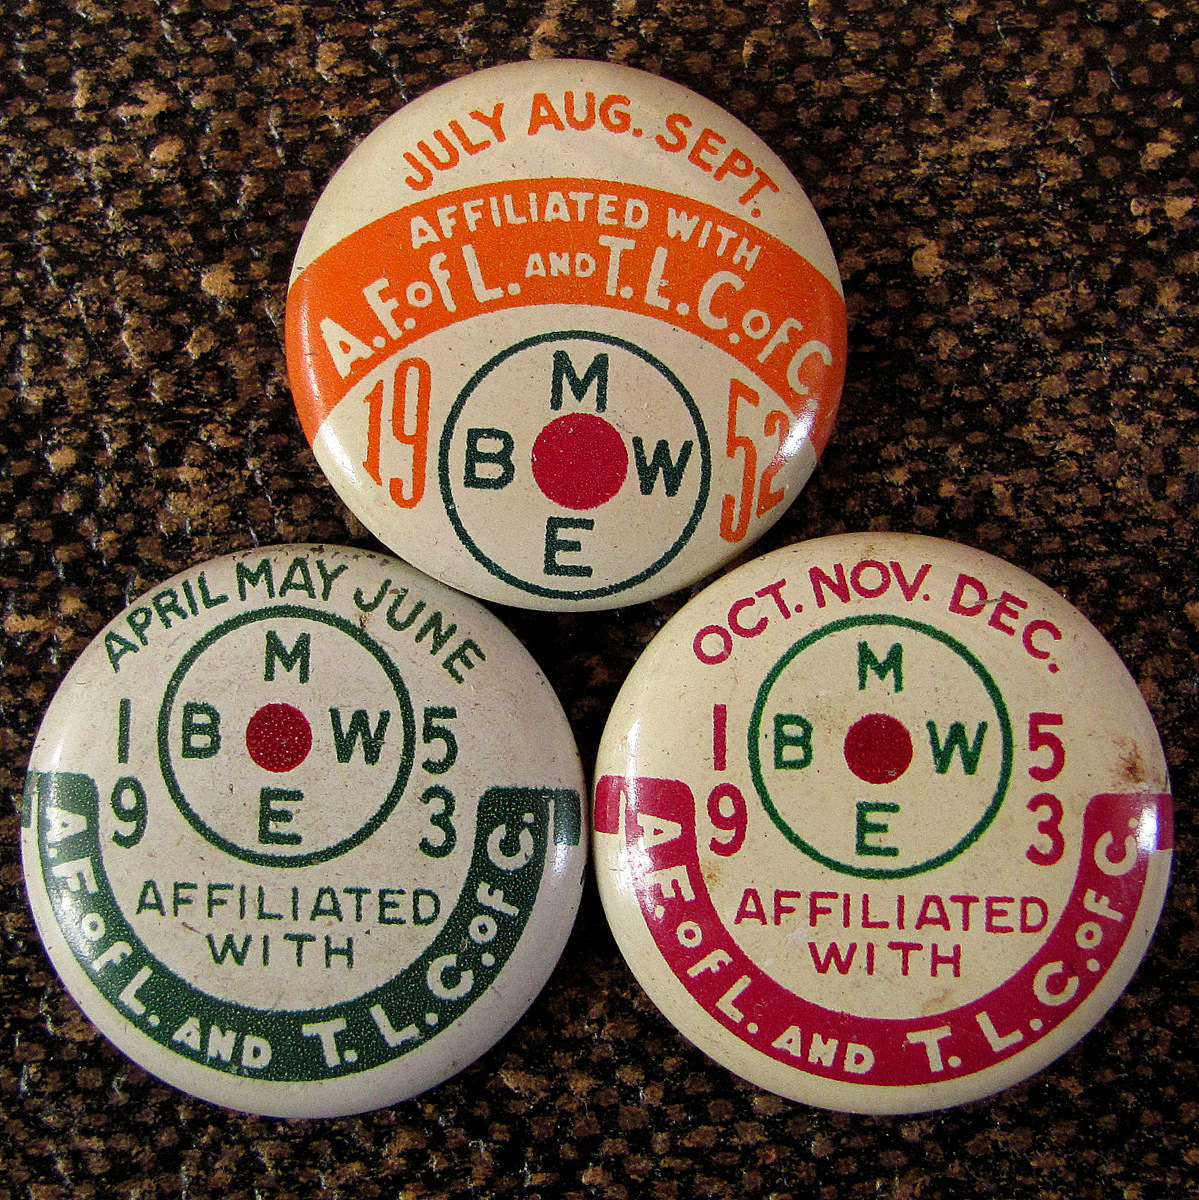 JULY AUG. SEPT.
AFFILIATED WITH
A.F. of L. AND T.L.C. of C
19 52
M
B W
E
APRIL MAY JUNE
M
B W
E
1 5
9 3
AFFILIATED
WITH
A.F. of L. AND T.L.C. of C.
OCT. NOV. DEC.
M
B W
E
1 5
9 3
AFFILIATED
WITH
A.F. of L. AND T.L.C. of C.